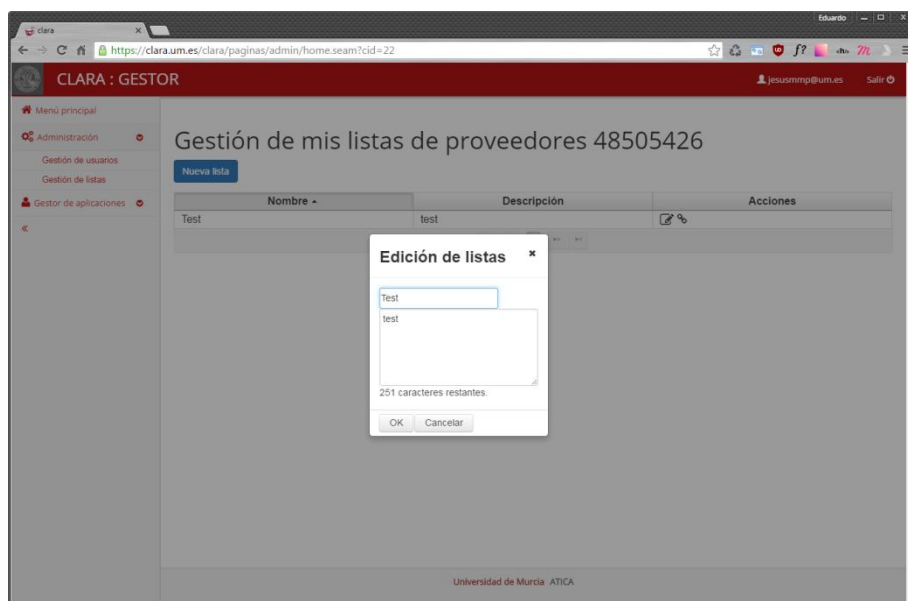 Eduardo
clara
https://clara.um.es/clara/paginas/admin/home.seam?cid=22
f?
CLARA : GESTOR
jesusmmp@um.es Salir
Menú principal
Administración
Gestión de usuarios
Gestión de listas
Gestor de aplicaciones
Gestión de mis listas de proveedores 48505426
Nueva lista
Nombre Descripción Acciones
Test test
Edición de listas
Test
test
251 caracteres restantes.
OK Cancelar
Universidad de Murcia ATICA